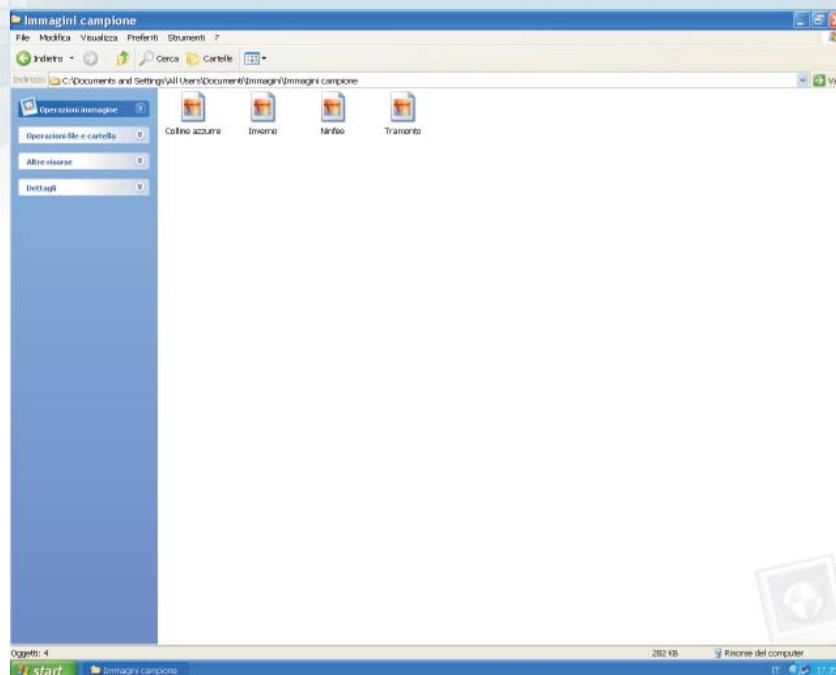 Immagini campione
File Modifica Visualizza Preferiti Strumenti ?
Indietro Cerca Cartelle
Indirizzo C:\Documents and Settings\All Users\Documenti\Immagini\Immagini campione
Operazioni immagine
Operazioni file e cartella
Altre risorse
Dettagli
Colline azzurre Inverno Ninfee Tramonto
Oggetti: 4 282 KB Risorse del computer
start Immagini campione IT